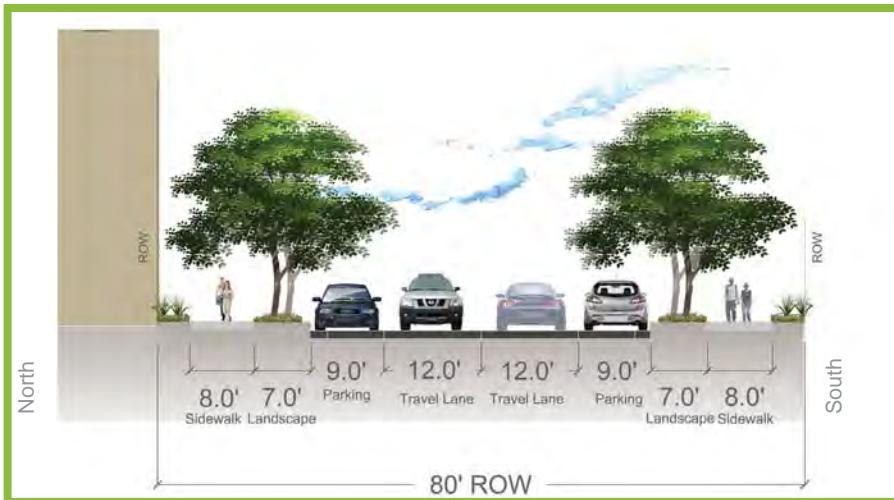 ROW
ROW
North
South
8.0'
Sidewalk
7.0'
Landscape
9.0'
Parking
12.0'
Travel Lane
12.0'
Travel Lane
9.0'
Parking
7.0'
Landscape
8.0'
Sidewalk
80' ROW